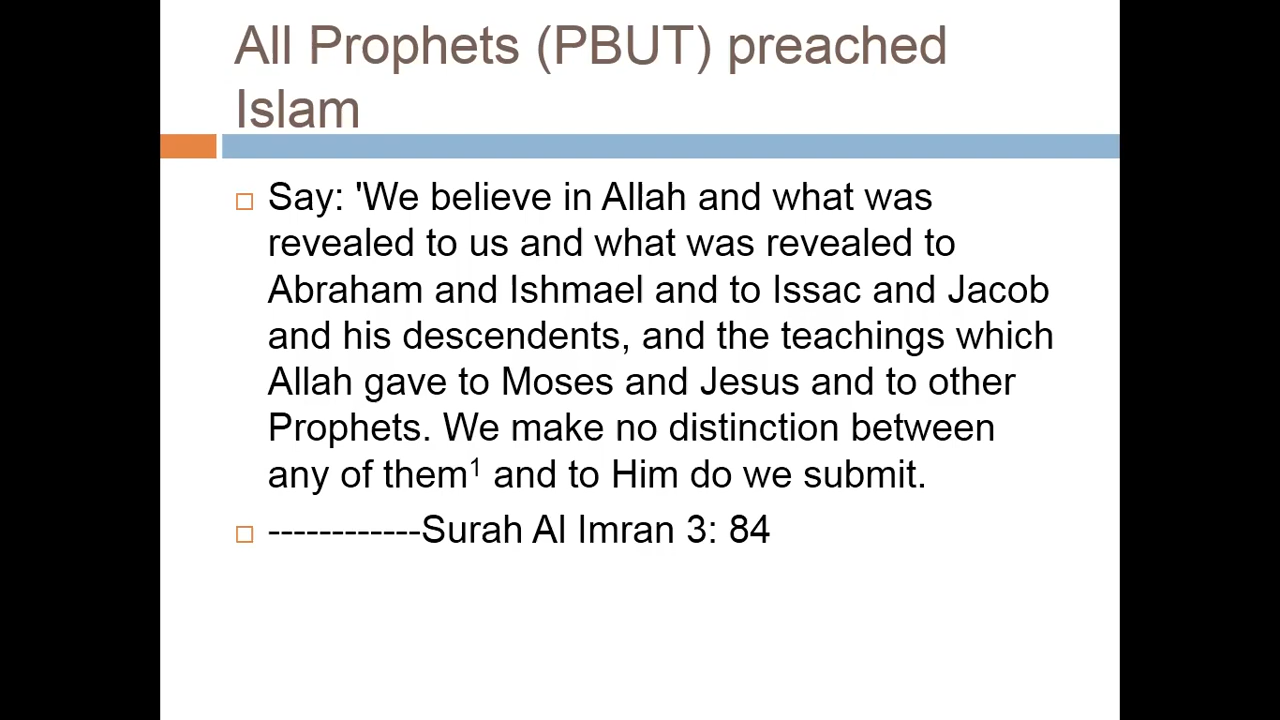 All Prophets (PBUT) preached
Islam
Say: 'We believe in Allah and what was
revealed to us and what was revealed to
Abraham and Ishmael and to Issac and Jacob
and his descendents, and the teachings which
Allah gave to Moses and Jesus and to other
Prophets. We make no distinction between
any of them¹ and to Him do we submit.
------------Surah Al Imran 3: 84